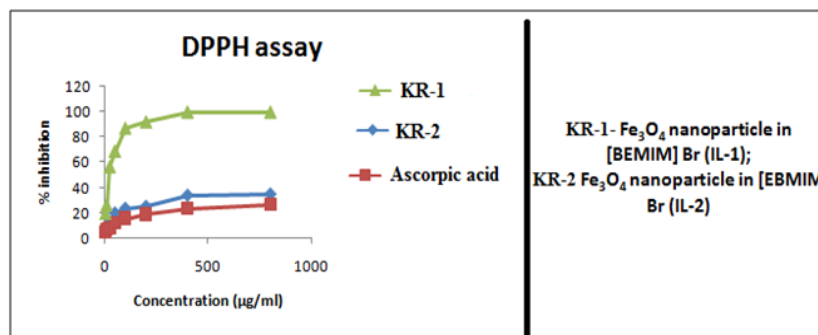 DPPH assay
120
100
80
60
40
20
0
0
500
1000
% inhibition
Concentration (µg/ml)
KR-1
KR-2
Ascorpic acid
KR-1- Fe₃O₄ nanoparticle in
[BEMIM] Br (IL-1);
KR-2 Fe₃O₄ nanoparticle in [EBMIM
Br (IL-2)